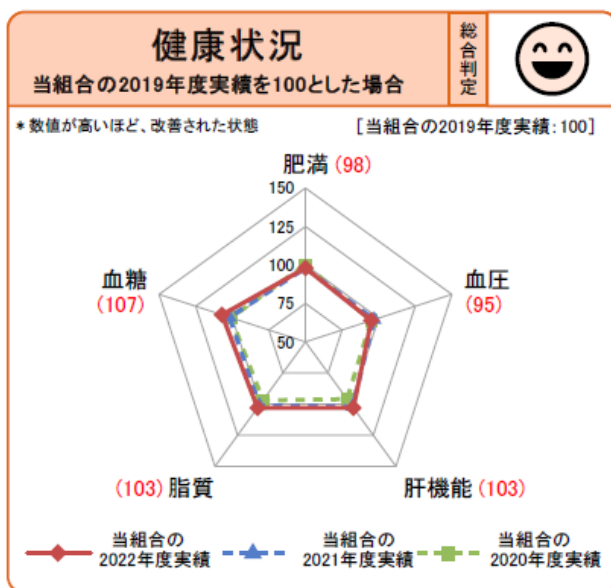 健康状況
当組合の2019年度実績を100とした場合
総合判定
*数値が高いほど、改善された状態
[当組合の2019年度実績:100]
肥満(98)
150
125
100
75
50
血糖
(107)
血圧
(95)
(103)脂質
肝機能(103)
当組合の
2022年度実績
当組合の
2021年度実績
当組合の
2020年度実績